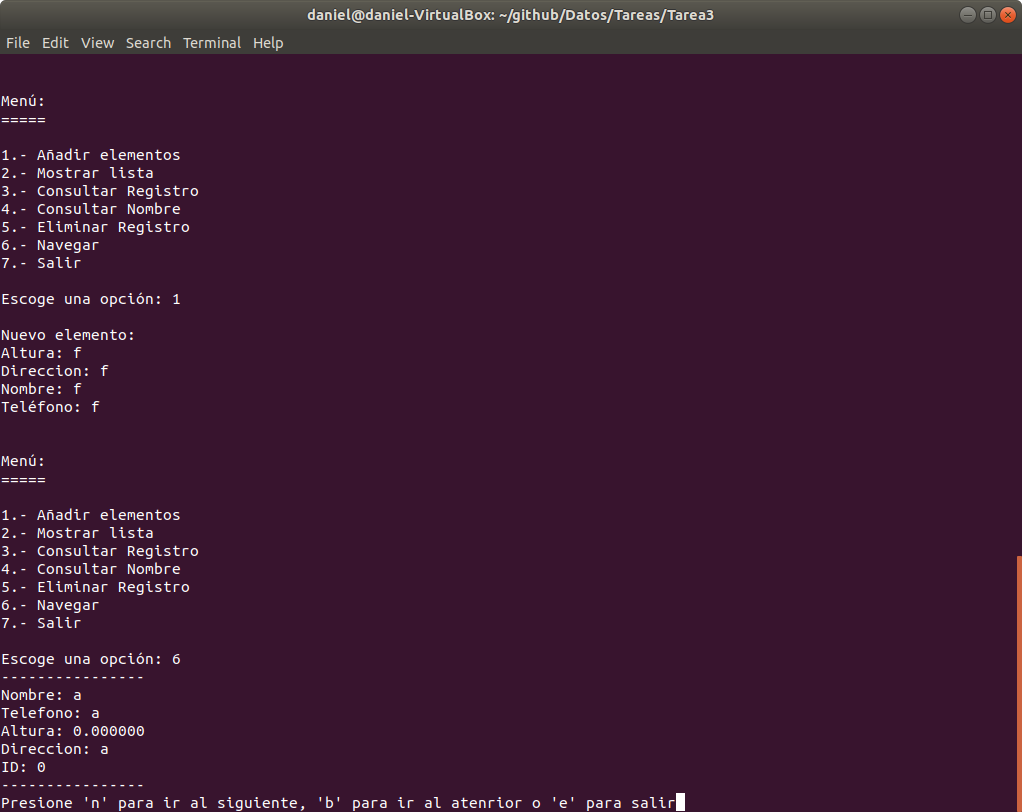 daniel@daniel-VirtualBox: ~/github/Datos/Tareas/Tarea3
File Edit View Search Terminal Help
Menú:
=====
1.- Añadir elementos
2.- Mostrar lista
3.- Consultar Registro
4.- Consultar Nombre
5.- Eliminar Registro
6.- Navegar
7.- Salir
Escoge una opción: 1
Nuevo elemento:
Altura: f
Direccion: f
Nombre: f
Teléfono: f
Menú:
=====
1.- Añadir elementos
2.- Mostrar lista
3.- Consultar Registro
4.- Consultar Nombre
5.- Eliminar Registro
6.- Navegar
7.- Salir
Escoge una opción: 6
----------------
Nombre: a
Telefono: a
Altura: 0.000000
Direccion: a
ID: 0
----------------
Presione 'n' para ir al siguiente, 'b' para ir al atenrior o 'e' para salir